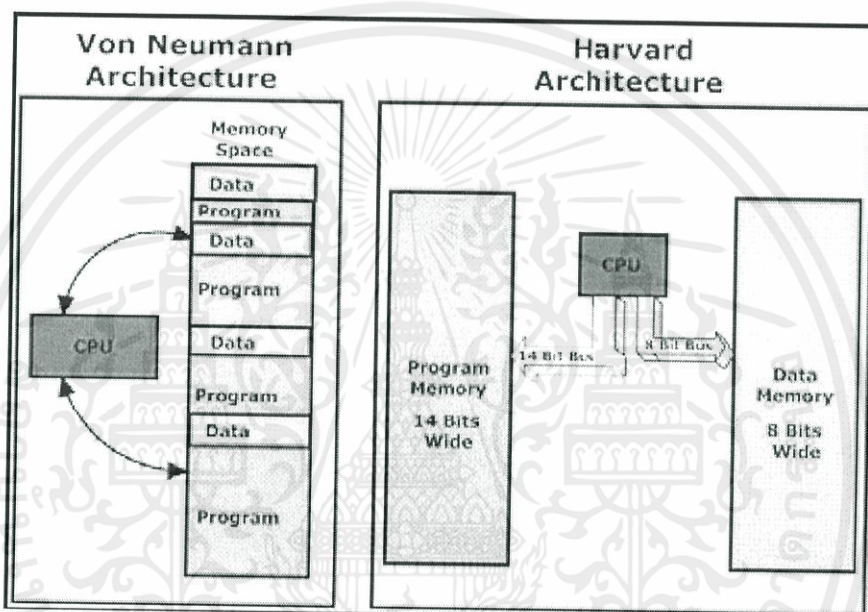 Von Neumann
Architecture
Memory
Space
Data
Program
Data
Program
CPU
Data
Program
Data
Program
Harvard
Architecture
CPU
14 Bit Bus
8 Bit Bus
Program
Memory
14 Bits
Wide
Data
Memory
8 Bits
Wide